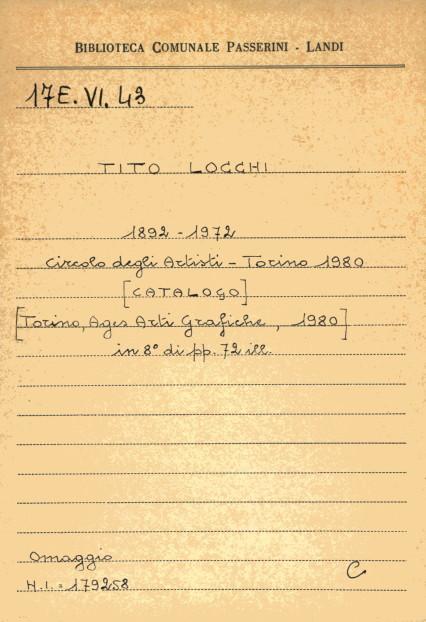 BIBLIOTECA COMUNALE PASSERINI - LANDI
17E. VI. 43
TITO LOCCHI
1892 - 1972
Circolo degli Artisti - Torino 1980
[CATALOGO]
[Torino, Ages Arti Grafiche, 1980]
in 8° di pp. 72 ill.
Omaggio
N.I. = 179258
C